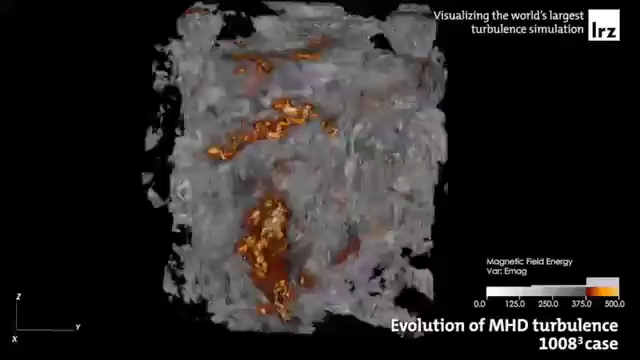 Visualizing the world's largest
turbulence simulation
lrz
Magnetic Field Energy
Var: Emag
0.0 125.0 250.0 375.0 500.0
Z
X Y
Evolution of MHD turbulence
1008³ case